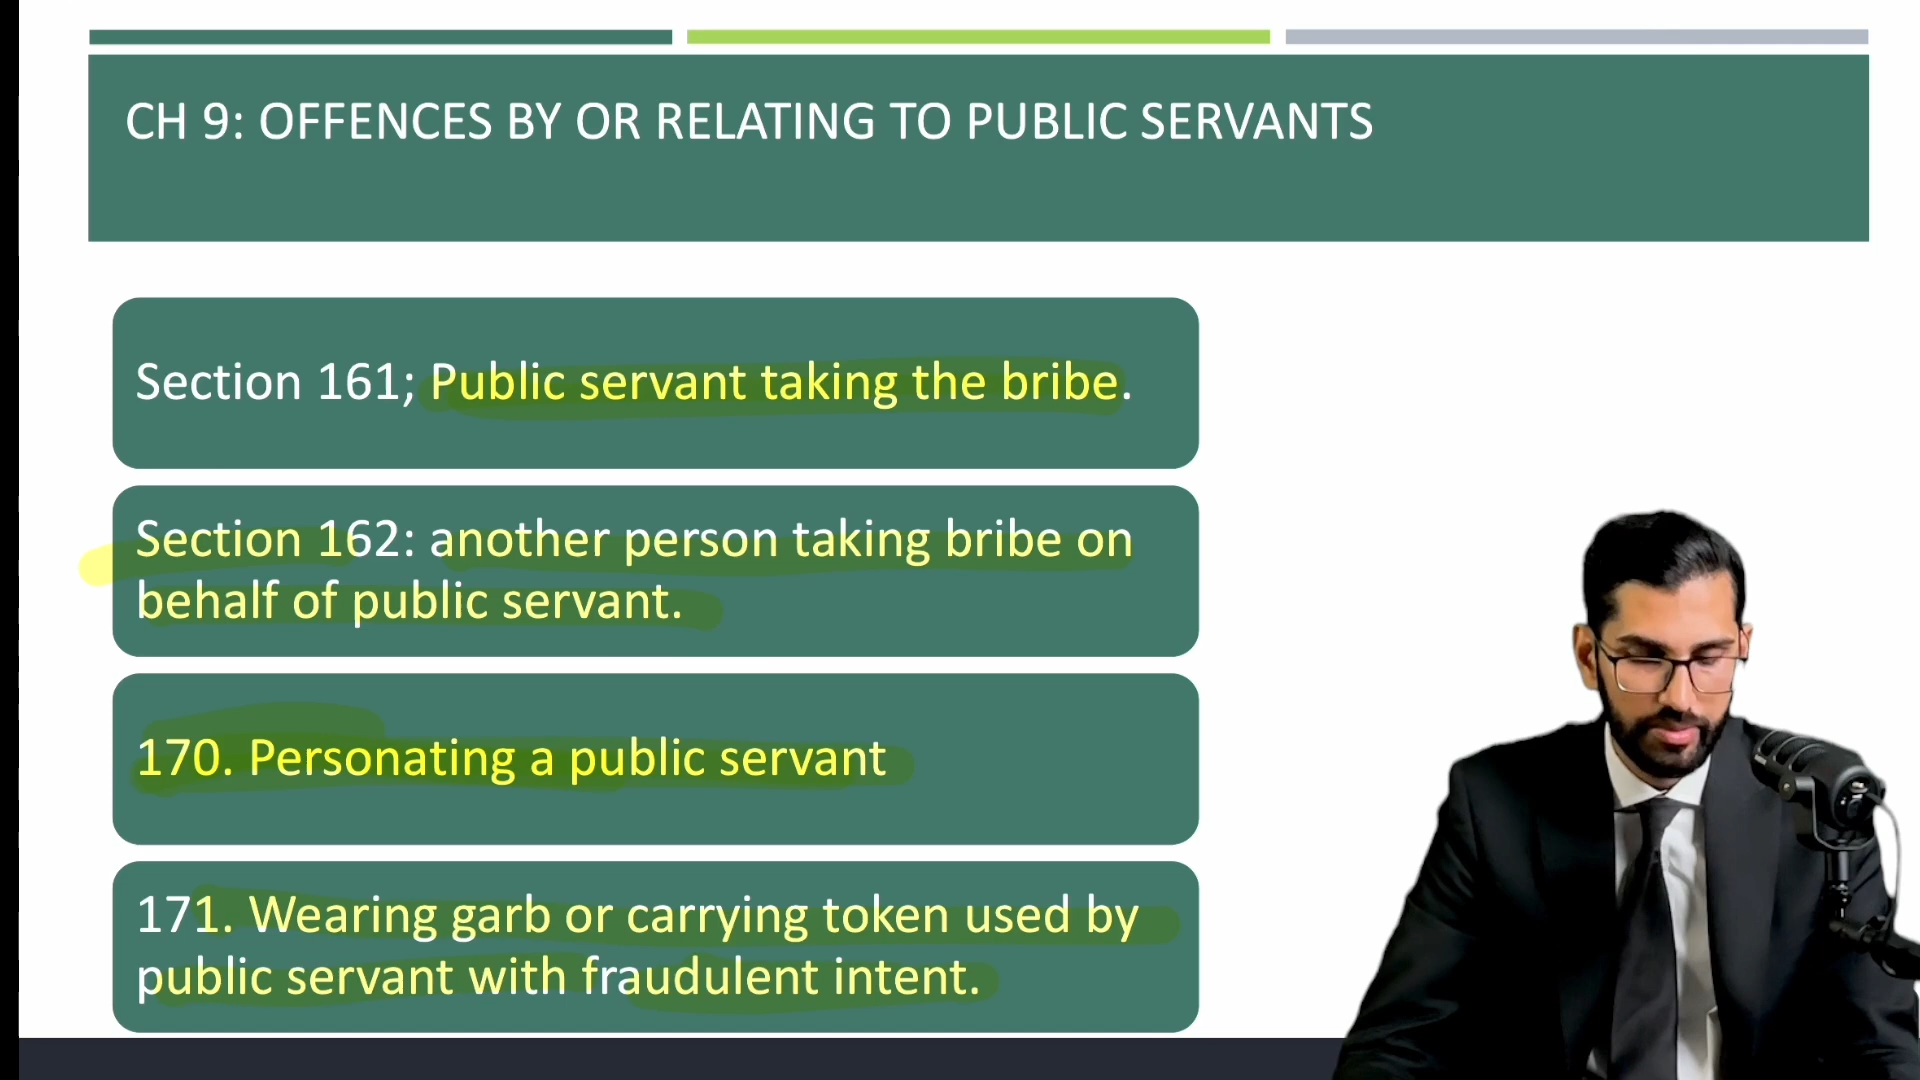 CH 9: OFFENCES BY OR RELATING TO PUBLIC SERVANTS
Section 161; Public servant taking the bribe.
Section 162: another person taking bribe on
behalf of public servant.
170. Personating a public servant
171. Wearing garb or carrying token used by
public servant with fraudulent intent.